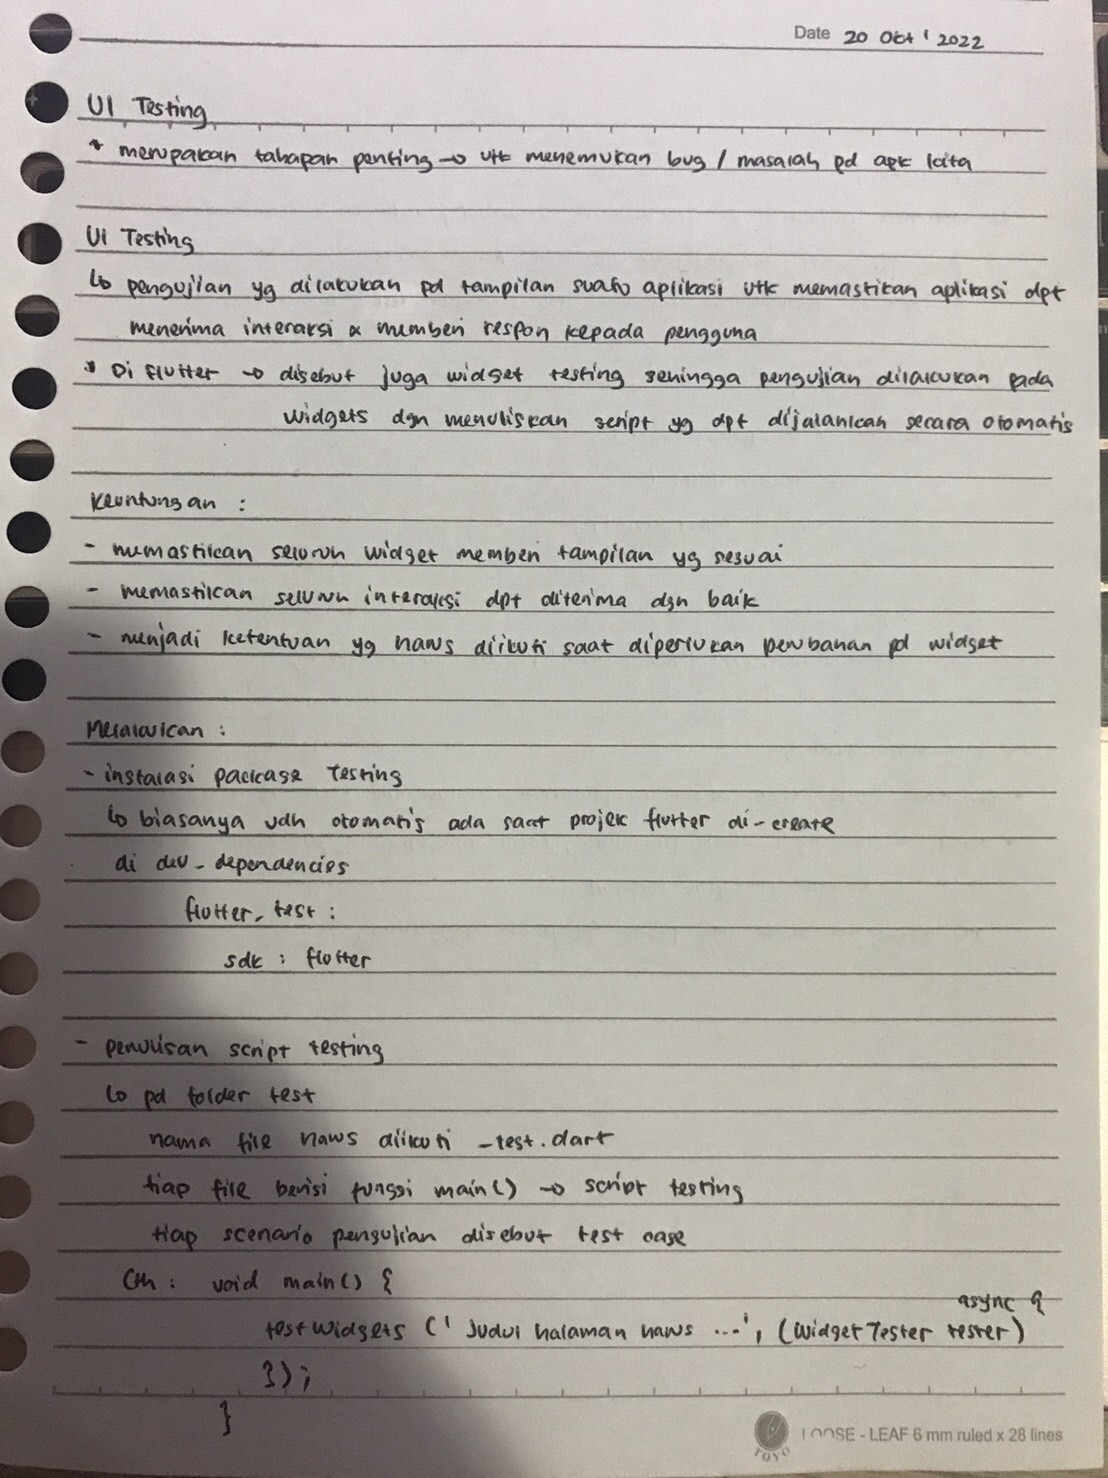 Date 20 Okt ' 2022
UI Testing
* merupakan tahapan penting → utk menemukan bug / masalah pd apk kita
UI Testing
↳ pengujian yg dilakukan pd tampilan suatu aplikasi utk memastikan aplikasi dpt
menerima interaksi & memberi respon kepada pengguna
* Di flutter → disebut juga widget testing sehingga pengujian dilakukan pada
widgets dgn menuliskan script yg dpt dijalankan secara otomatis
Keuntungan :
- memastikan seluruh widget memberi tampilan yg sesuai
- memastikan seluruh interaksi dpt diterima dgn baik
- menjadi ketentuan yg harus diikuti saat diperlukan perubahan pd widget
Melakukan :
- instalasi package Testing
↳ biasanya udh otomatis ada saat projek flutter di-create
di dev_dependencies
flutter_test :
sdk : flutter
- penulisan script testing
↳ pd folder test
nama file harus diikuti _test.dart
tiap file berisi fungsi main() → script testing
tiap scenario pengujian disebut test case
Cth : void main() {
async {
testWidgets (' Judul halaman harus ...', (WidgetTester tester)
});
}
LOOSE - LEAF 6 mm ruled x 28 lines
TOYO